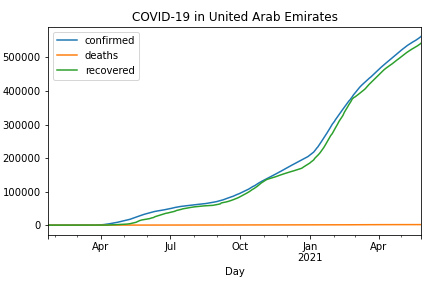 COVID-19 in United Arab Emirates
confirmed
deaths
recovered
500000
400000
300000
200000
100000
0
Apr
Jul
Oct
Jan
2021
Apr
Day